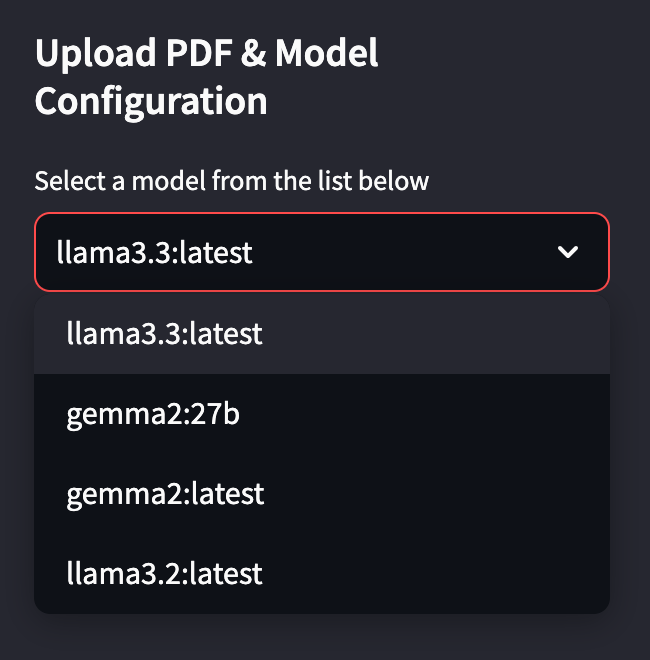 Upload PDF & Model
Configuration
Select a model from the list below
llama3.3:latest
llama3.3:latest
gemma2:27b
gemma2:latest
llama3.2:latest